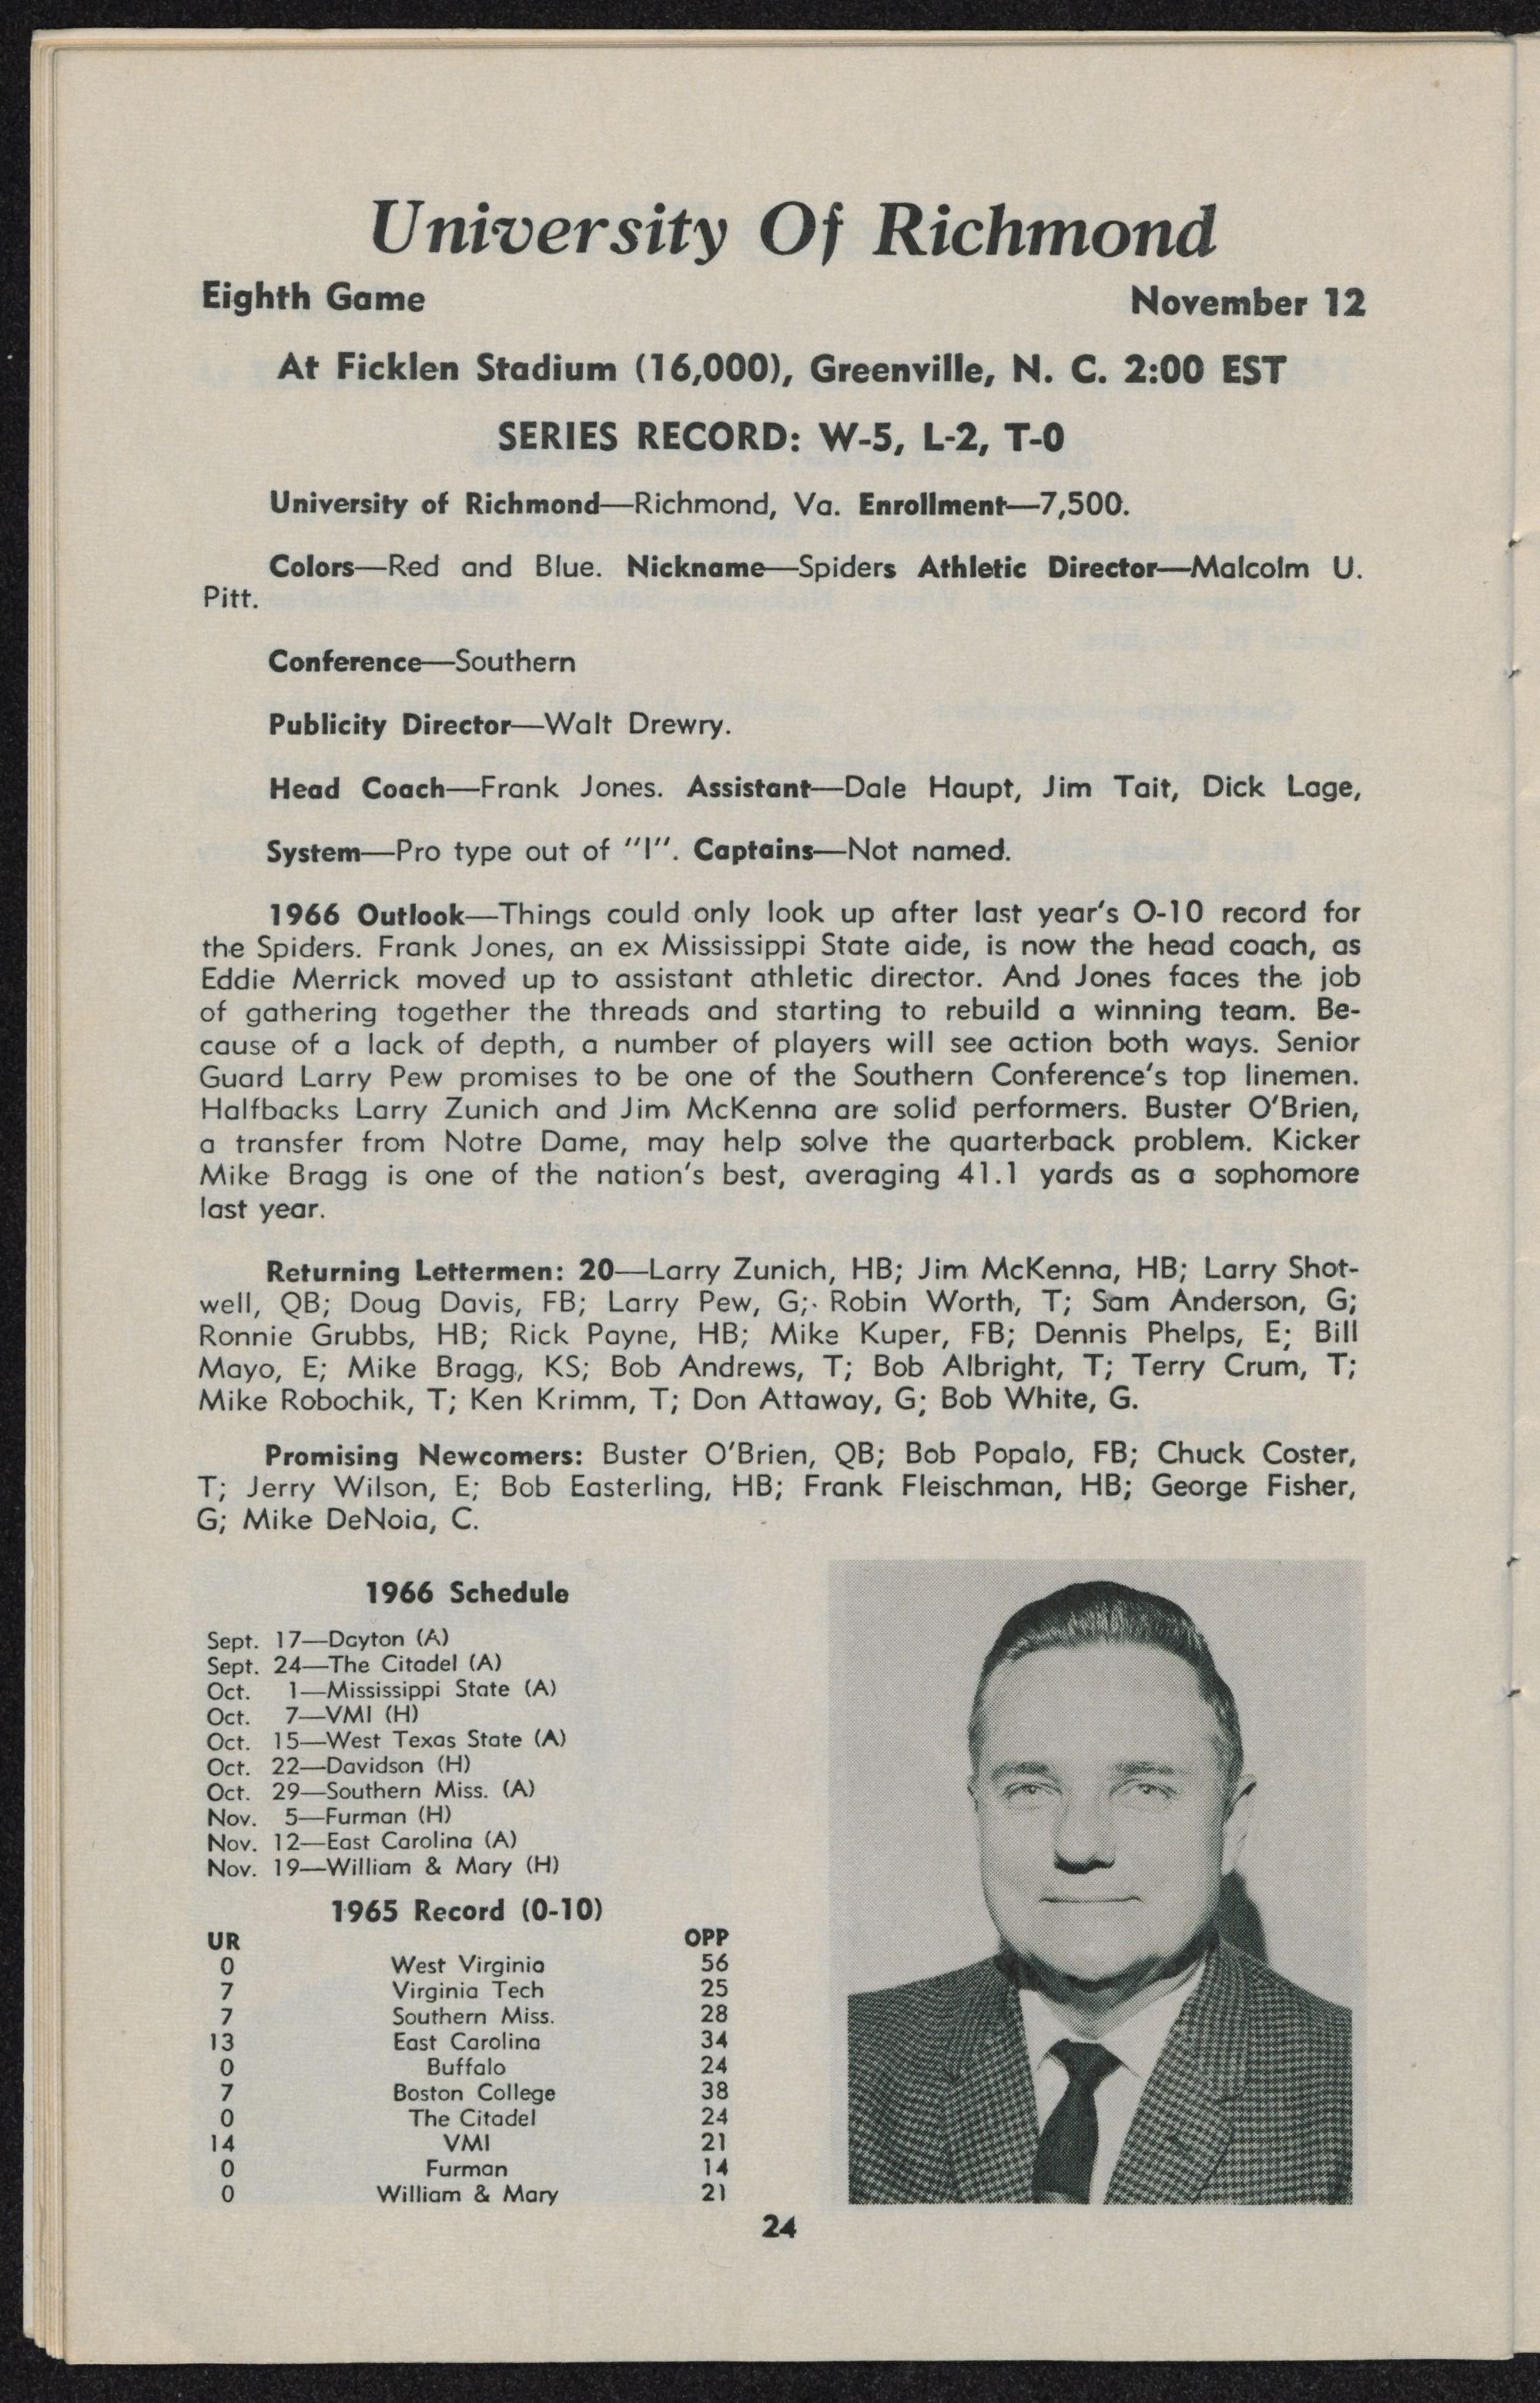 University Of Richmond
Eighth Game November 12
At Ficklen Stadium (16,000), Greenville, N. C. 2:00 EST
SERIES RECORD: W-5, L-2, T-0
University of Richmond—Richmond, Va. Enrollment—7,500.
Colors—Red and Blue. Nickname—Spiders Athletic Director—Malcolm U.
Pitt.
Conference—Southern
Publicity Director—Walt Drewry.
Head Coach—Frank Jones. Assistant—Dale Haupt, Jim Tait, Dick Lage,
System—Pro type out of "I". Captains—Not named.
1966 Outlook—Things could only look up after last year's O-10 record for
the Spiders. Frank Jones, an ex Mississippi State aide, is now the head coach, as
Eddie Merrick moved up to assistant athletic director. And Jones faces the job
of gathering together the threads and starting to rebuild a winning team. Be-
cause of a lack of depth, a number of players will see action both ways. Senior
Guard Larry Pew promises to be one of the Southern Conference's top linemen.
Halfbacks Larry Zunich and Jim McKenna are solid performers. Buster O'Brien,
a transfer from Notre Dame, may help solve the quarterback problem. Kicker
Mike Bragg is one of the nation's best, averaging 41.1 yards as a sophomore
last year.
Returning Lettermen: 20—Larry Zunich, HB; Jim McKenna, HB; Larry Shot-
well, QB; Doug Davis, FB; Larry Pew, G; Robin Worth, T; Sam Anderson, G;
Ronnie Grubbs, HB; Rick Payne, HB; Mike Kuper, FB; Dennis Phelps, E; Bill
Mayo, E; Mike Bragg, KS; Bob Andrews, T; Bob Albright, T; Terry Crum, T;
Mike Robochik, T; Ken Krimm, T; Don Attaway, G; Bob White, G.
Promising Newcomers: Buster O'Brien, QB; Bob Popalo, FB; Chuck Coster,
T; Jerry Wilson, E; Bob Easterling, HB; Frank Fleischman, HB; George Fisher,
G; Mike DeNoia, C.
1966 Schedule
Sept. 17—Dayton (A)
Sept. 24—The Citadel (A)
Oct. 1—Mississippi State (A)
Oct. 7—VMI (H)
Oct. 15—West Texas State (A)
Oct. 22—Davidson (H)
Oct. 29—Southern Miss. (A)
Nov. 5—Furman (H)
Nov. 12—East Carolina (A)
Nov. 19—William & Mary (H)
1965 Record (0-10)
UR OPP
0 West Virginia 56
7 Virginia Tech 25
7 Southern Miss. 28
13 East Carolina 34
0 Buffalo 24
7 Boston College 38
0 The Citadel 24
14 VMI 21
0 Furman 14
0 William & Mary 21
24